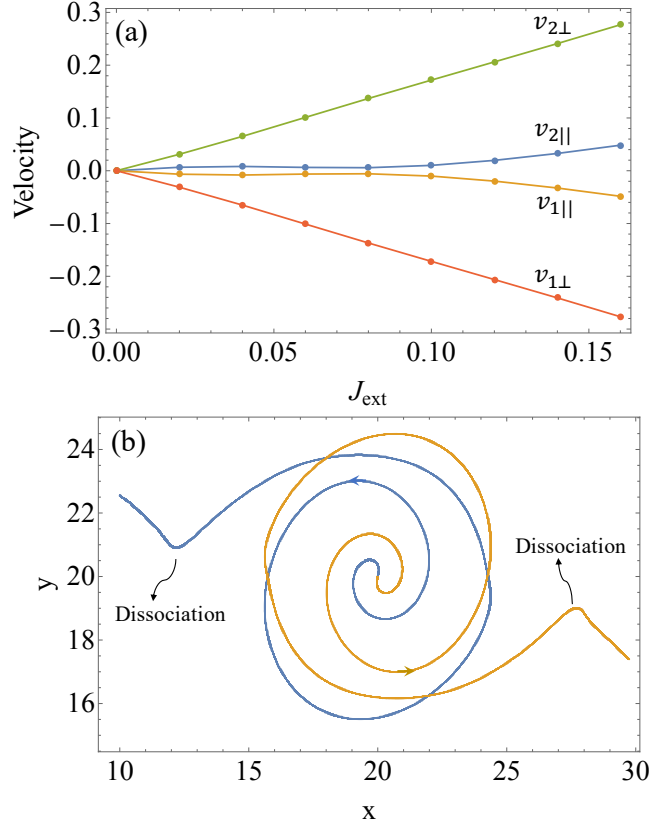 (a)
0.3
0.2
0.1
0.0
−0.1
−0.2
−0.3
Velocity
v₂⊥
v₂||
v₁||
v₁⊥
0.00 0.05 0.10 0.15
J_ext
(b)
24
22
20
18
16
y
Dissociation
Dissociation
10 15 20 25 30
x